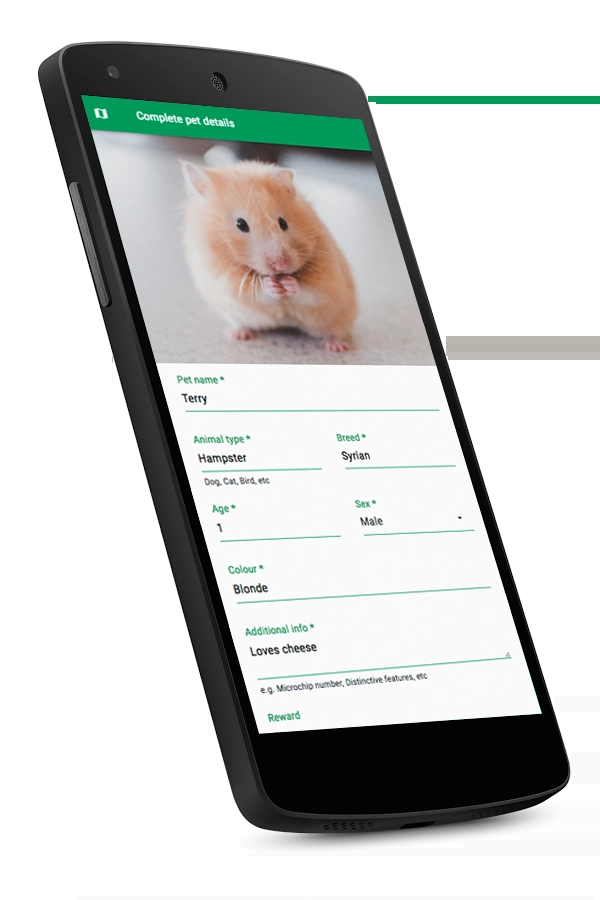 Complete pet details
Pet name *
Terry
Animal type * Breed *
Hampster Syrian
Dog, Cat, Bird, etc
Age * Sex *
1 Male
Colour *
Blonde
Additional info *
Loves cheese
e.g. Microchip number, Distinctive features, etc
Reward